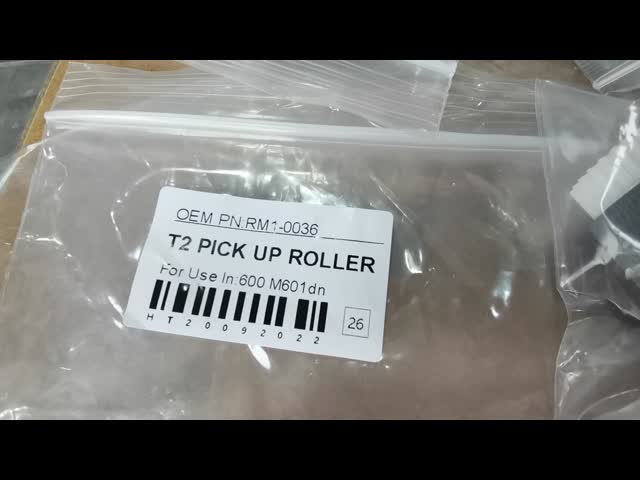 OEM PN:RM1-0036
T2 PICK UP ROLLER
For Use In:600 M601dn
HT20092022
26